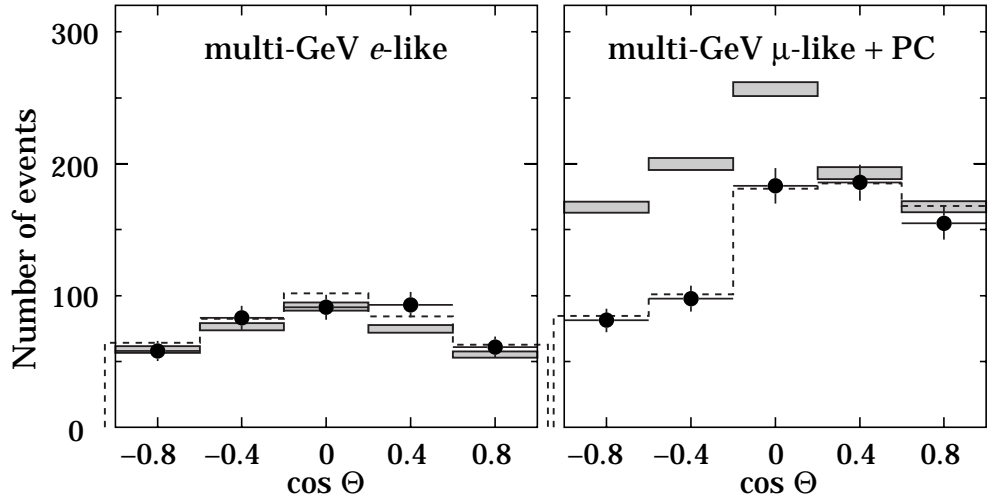 multi-GeV e-like
multi-GeV μ-like + PC
Number of events
300
200
100
0
−0.8 −0.4 0 0.4 0.8
−0.8 −0.4 0 0.4 0.8
cos Θ
cos Θ